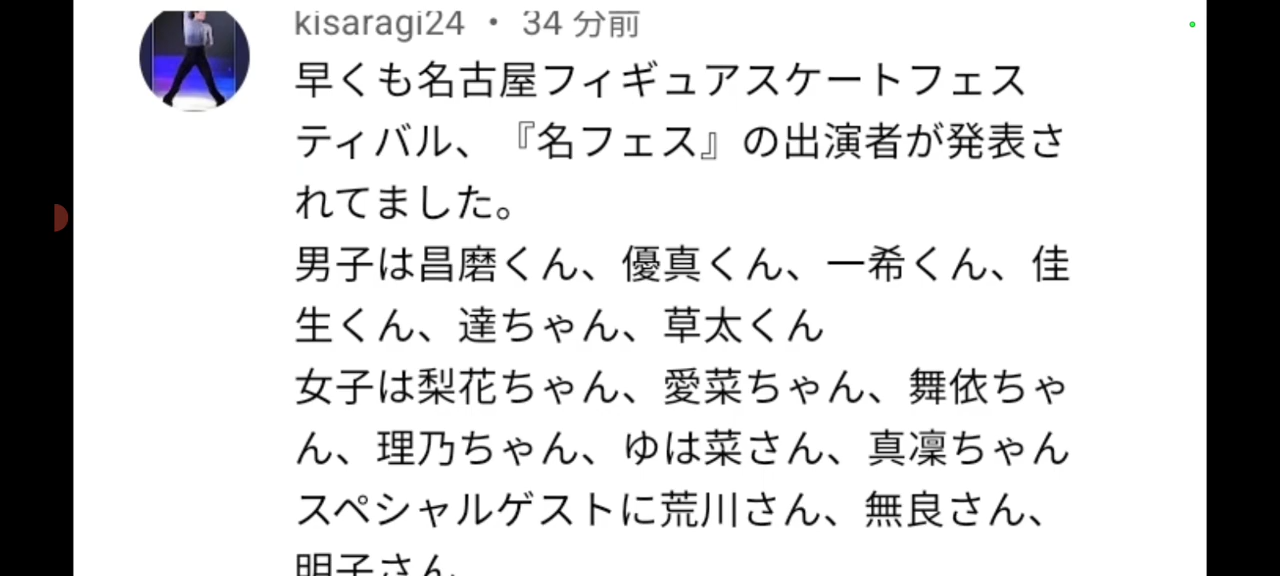 kisaragi24 • 34 分前
早くも名古屋フィギュアスケートフェス
ティバル、『名フェス』の出演者が発表さ
れてました。
男子は昌磨くん、優真くん、一希くん、佳
生くん、達ちゃん、草太くん
女子は梨花ちゃん、愛菜ちゃん、舞依ちゃ
ん、理乃ちゃん、ゆは菜さん、真凜ちゃん
スペシャルゲストに荒川さん、無良さん、
明子さん